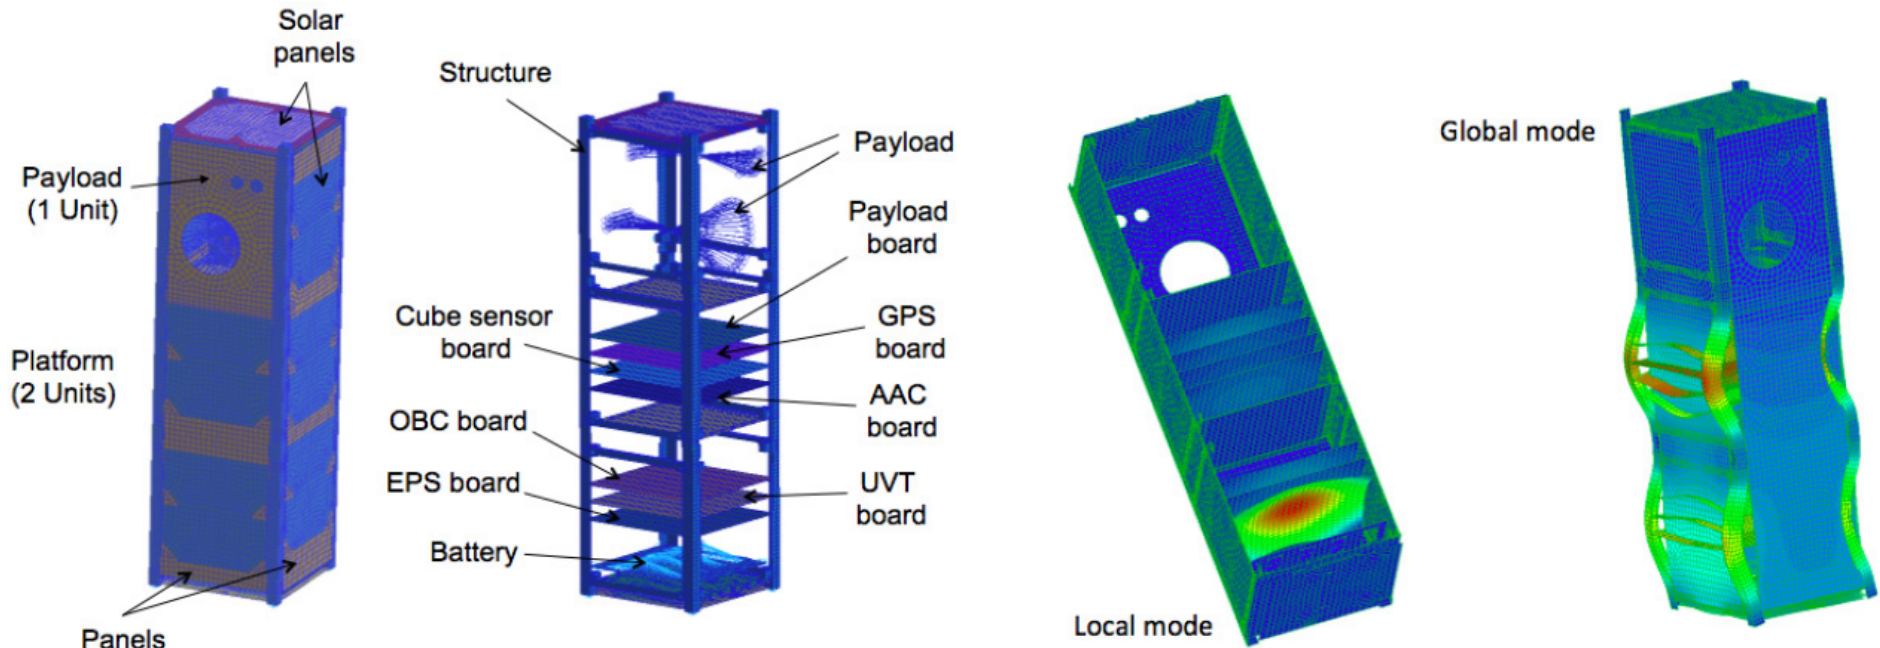 Solar
panels
Payload
(1 Unit)
Platform
(2 Units)
Panels
Structure
Payload
Payload
board
Cube sensor
board
GPS
board
AAC
board
OBC board
EPS board
UVT
board
Battery
Local mode
Global mode